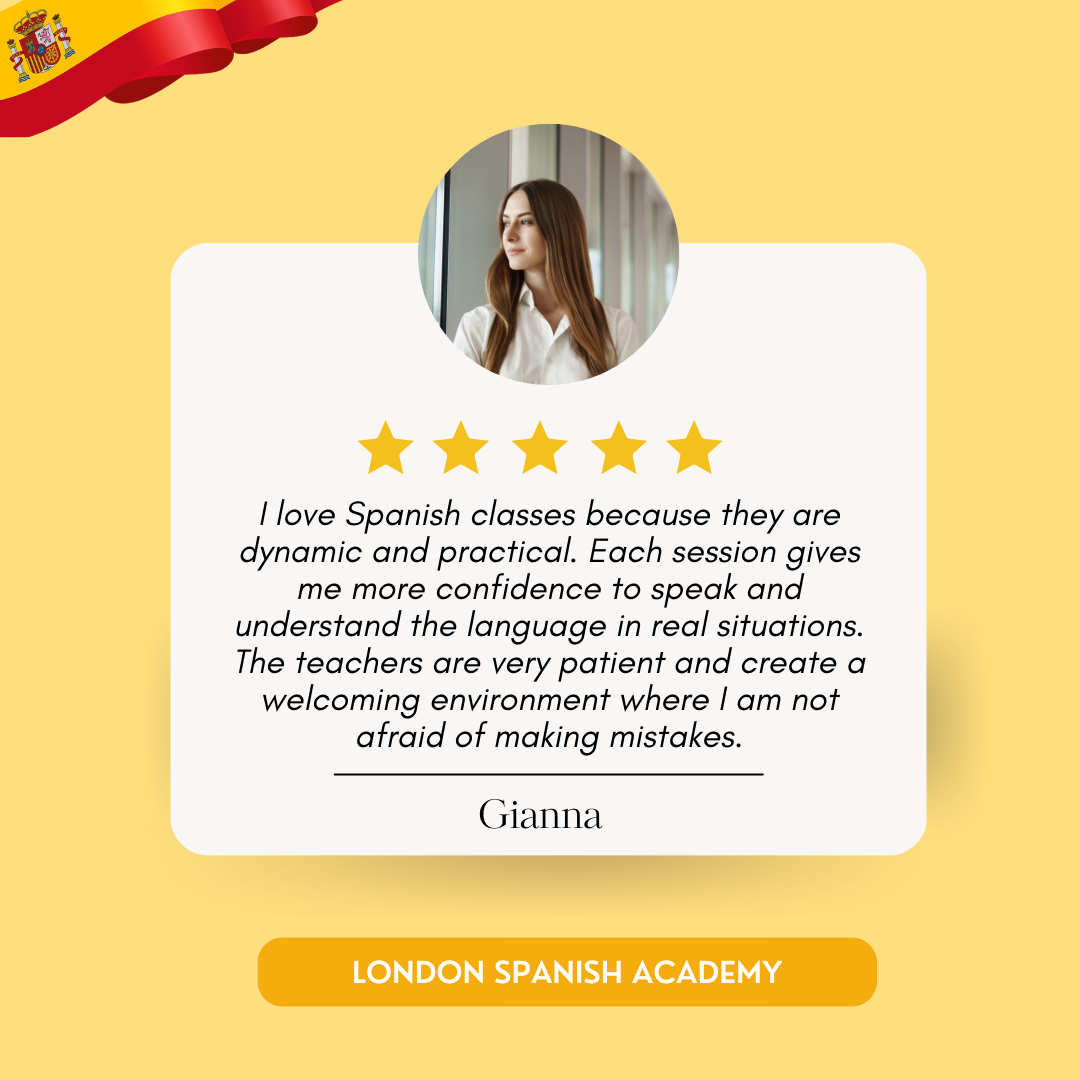 I love Spanish classes because they are
dynamic and practical. Each session gives
me more confidence to speak and
understand the language in real situations.
The teachers are very patient and create a
welcoming environment where I am not
afraid of making mistakes.
Gianna
LONDON SPANISH ACADEMY